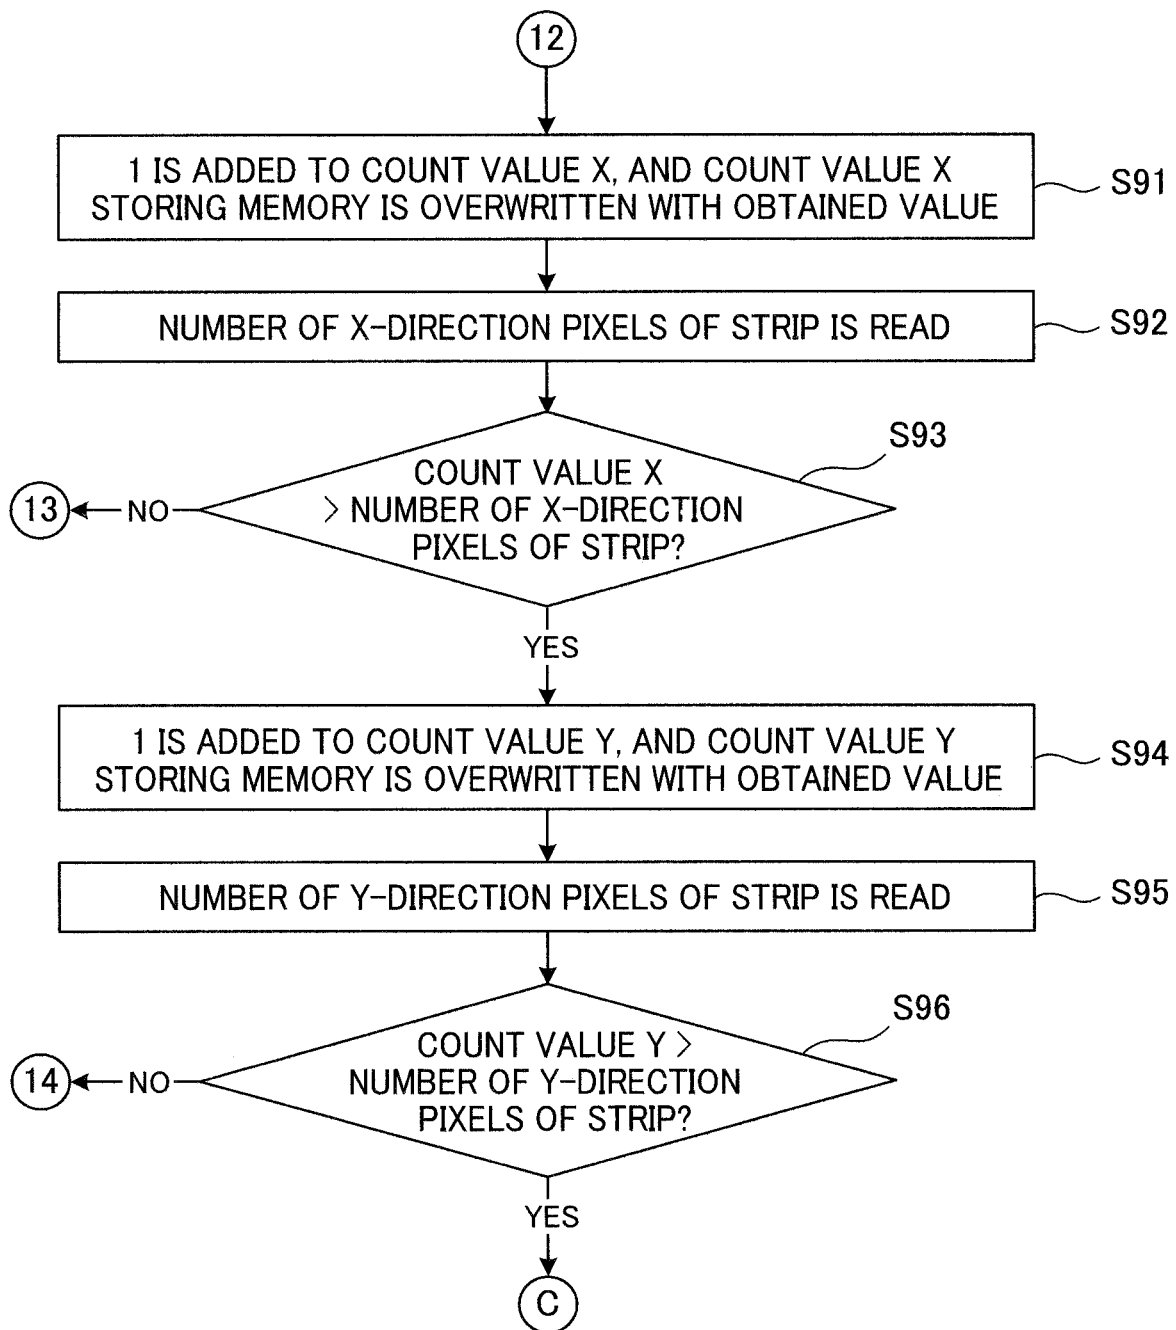 12
1 IS ADDED TO COUNT VALUE X, AND COUNT VALUE X
STORING MEMORY IS OVERWRITTEN WITH OBTAINED VALUE
S91
NUMBER OF X-DIRECTION PIXELS OF STRIP IS READ
S92
S93
COUNT VALUE X
> NUMBER OF X-DIRECTION
PIXELS OF STRIP?
13
NO
YES
1 IS ADDED TO COUNT VALUE Y, AND COUNT VALUE Y
STORING MEMORY IS OVERWRITTEN WITH OBTAINED VALUE
S94
NUMBER OF Y-DIRECTION PIXELS OF STRIP IS READ
S95
S96
COUNT VALUE Y >
NUMBER OF Y-DIRECTION
PIXELS OF STRIP?
14
NO
YES
C